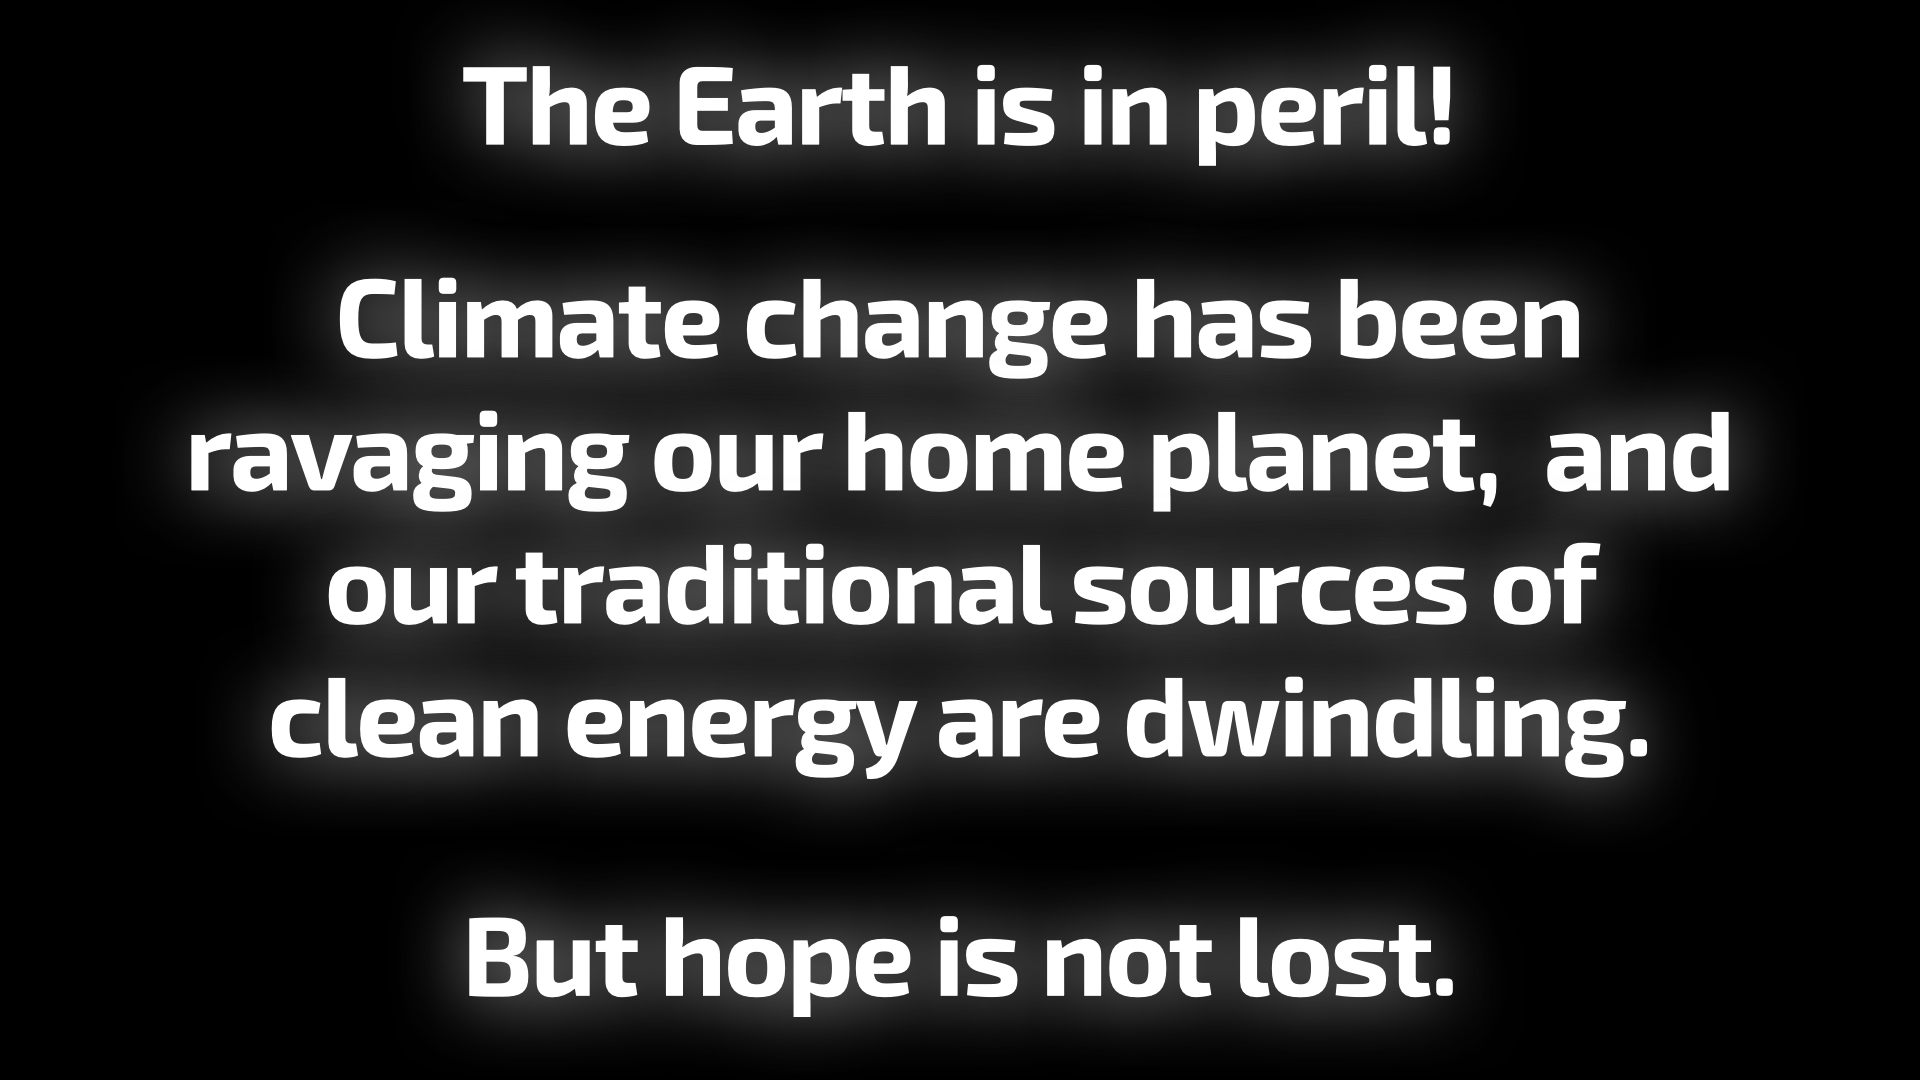 The Earth is in peril!
Climate change has been
ravaging our home planet,  and
our traditional sources of
clean energy are dwindling.
But hope is not lost.